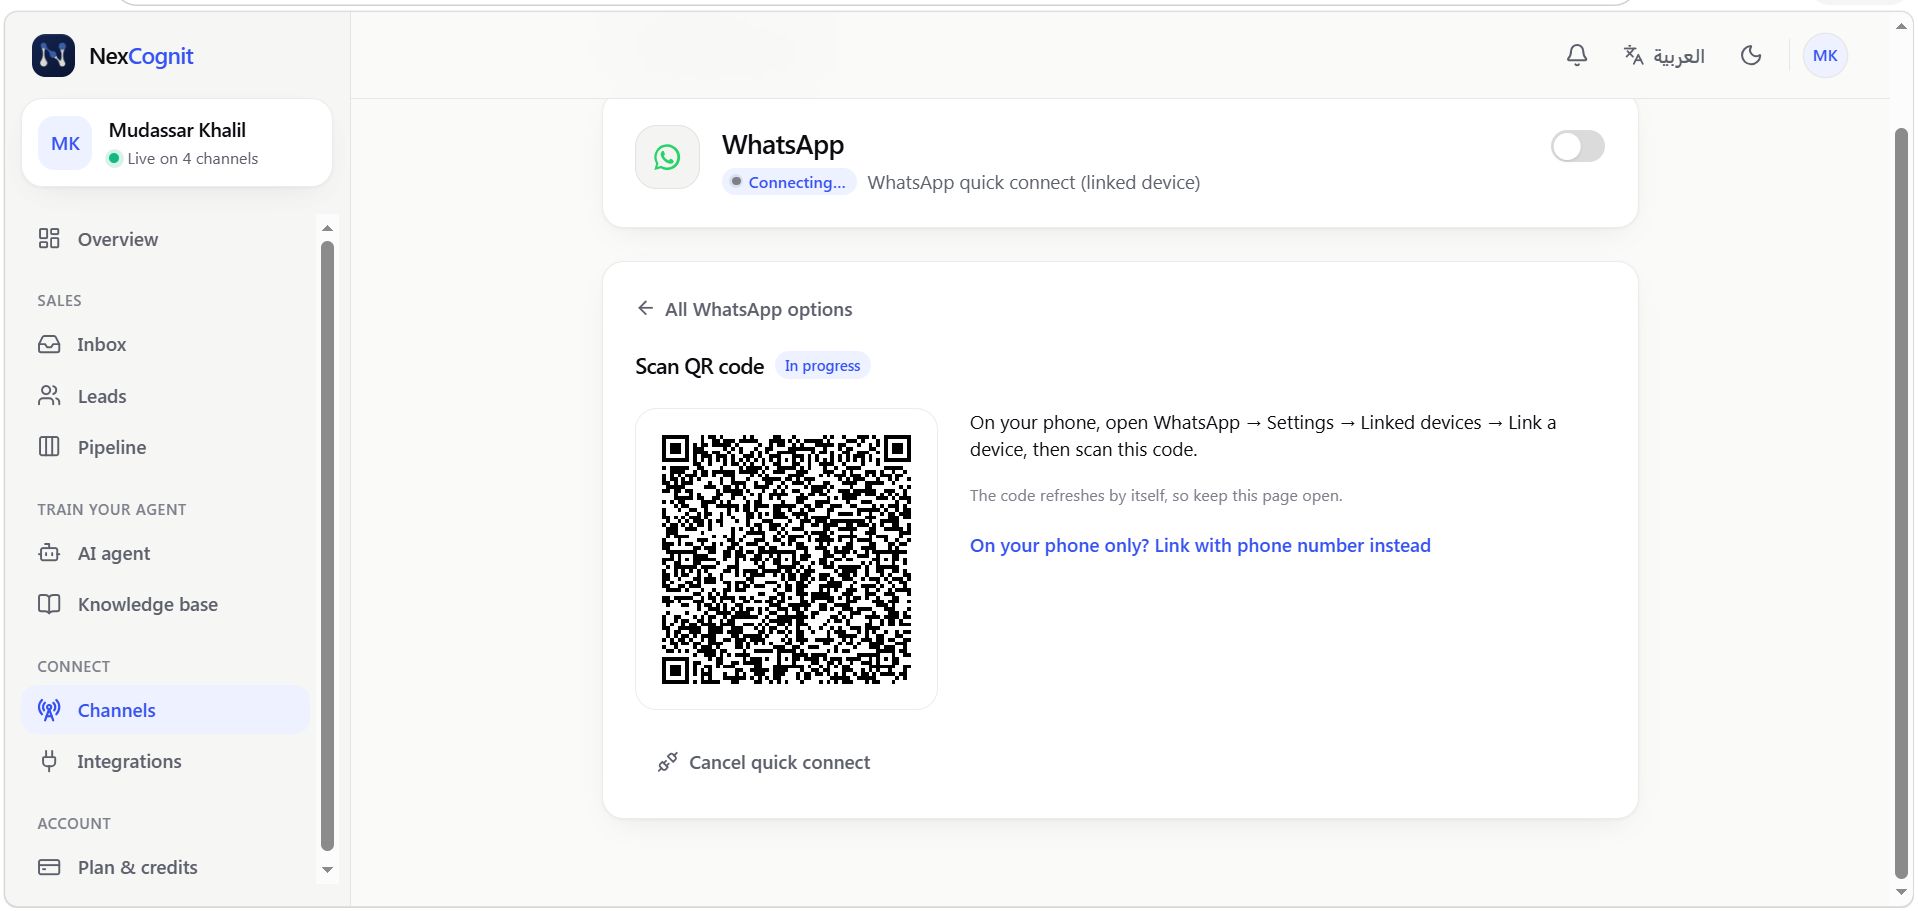 NexCognit
العربية
MK
MK
Mudassar Khalil
Live on 4 channels
Overview
SALES
Inbox
Leads
Pipeline
TRAIN YOUR AGENT
AI agent
Knowledge base
CONNECT
Channels
Integrations
ACCOUNT
Plan & credits
WhatsApp
Connecting... WhatsApp quick connect (linked device)
← All WhatsApp options
Scan QR code In progress
On your phone, open WhatsApp → Settings → Linked devices → Link a
device, then scan this code.
The code refreshes by itself, so keep this page open.
On your phone only? Link with phone number instead
Cancel quick connect